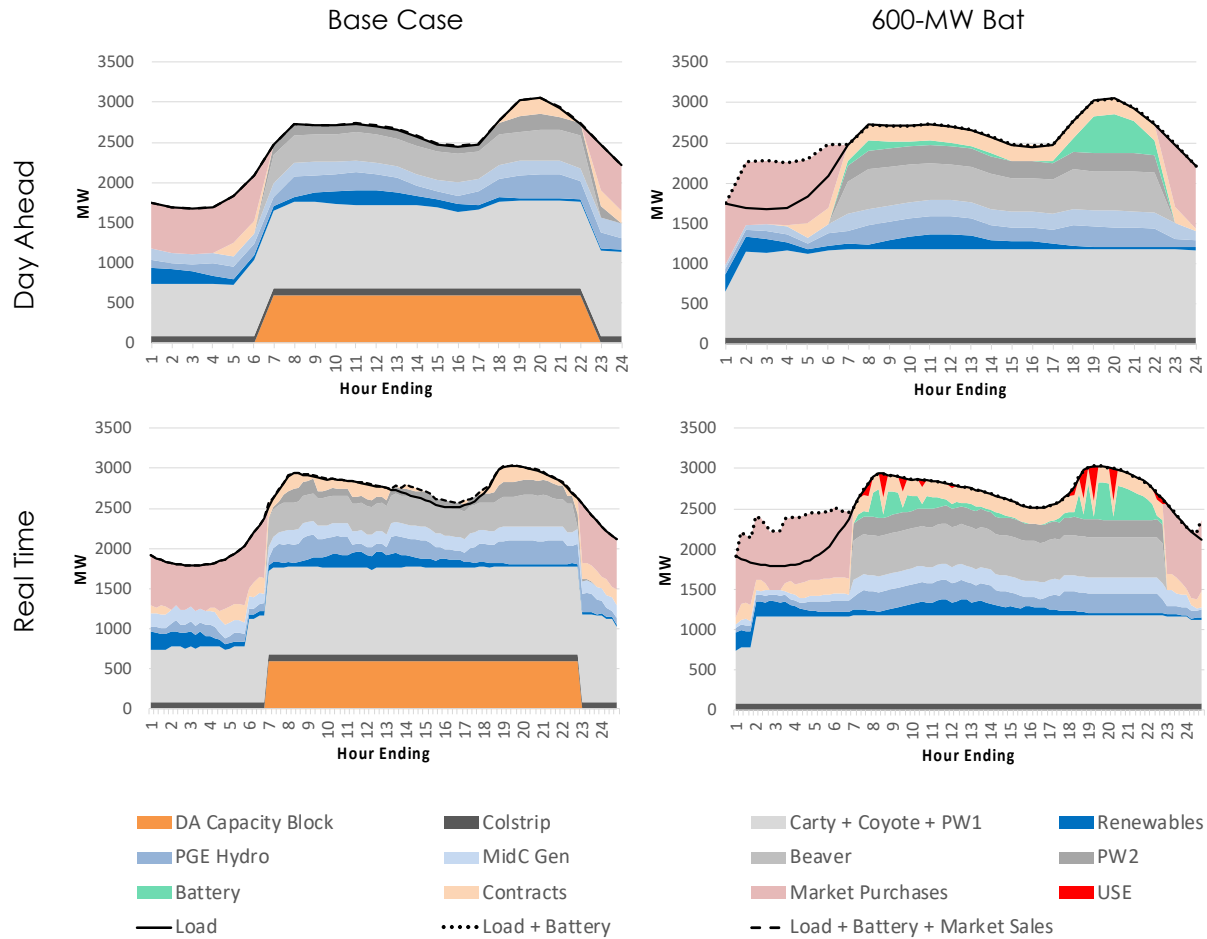 Base Case
600-MW Bat
Day Ahead
3500
3000
2500
2000
1500
1000
500
0
MW
1 2 3 4 5 6 7 8 9 10 11 12 13 14 15 16 17 18 19 20 21 22 23 24
Hour Ending
3500
3000
2500
2000
1500
1000
500
0
MW
1 2 3 4 5 6 7 8 9 10 11 12 13 14 15 16 17 18 19 20 21 22 23 24
Hour Ending
Real Time
3500
3000
2500
2000
1500
1000
500
0
MW
1 2 3 4 5 6 7 8 9 10 11 12 13 14 15 16 17 18 19 20 21 22 23 24
Hour Ending
3500
3000
2500
2000
1500
1000
500
0
MW
1 2 3 4 5 6 7 8 9 10 11 12 13 14 15 16 17 18 19 20 21 22 23 24
Hour Ending
DA Capacity Block Colstrip Carty + Coyote + PW1 Renewables
PGE Hydro MidC Gen Beaver PW2
Battery Contracts Market Purchases USE
Load Load + Battery Load + Battery + Market Sales